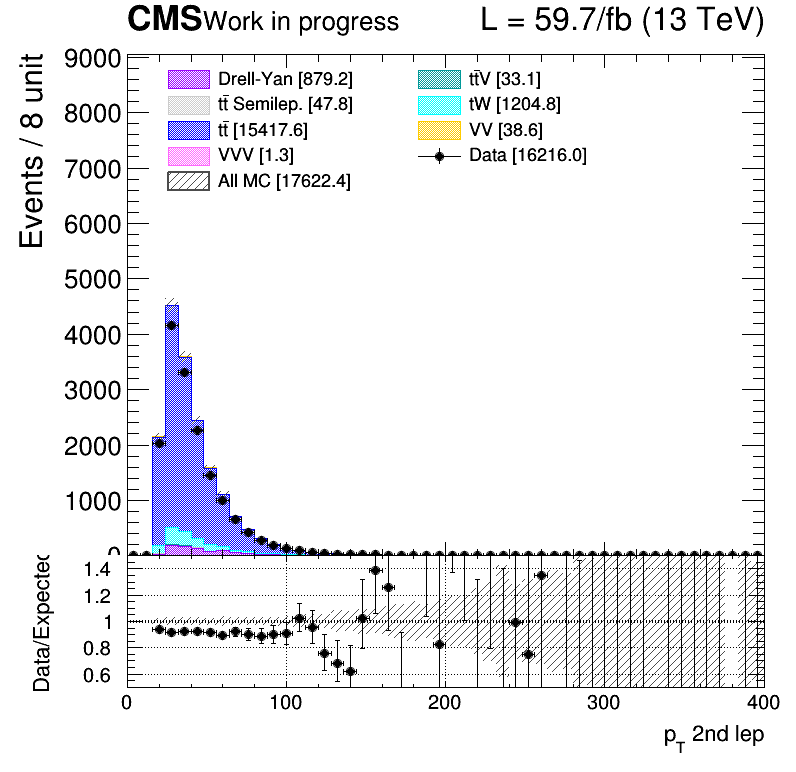 CMS Work in progress L = 59.7/fb (13 TeV)
Events / 8 unit
9000
8000
7000
6000
5000
4000
3000
2000
1000
0
Drell-Yan [879.2]
tt̄ Semilep. [47.8]
tt̄ [15417.6]
VVV [1.3]
All MC [17622.4]
tt̄V [33.1]
tW [1204.8]
VV [38.6]
Data [16216.0]
Data/Expected
1.4
1.2
1
0.8
0.6
0 100 200 300 400
p_T 2nd lep